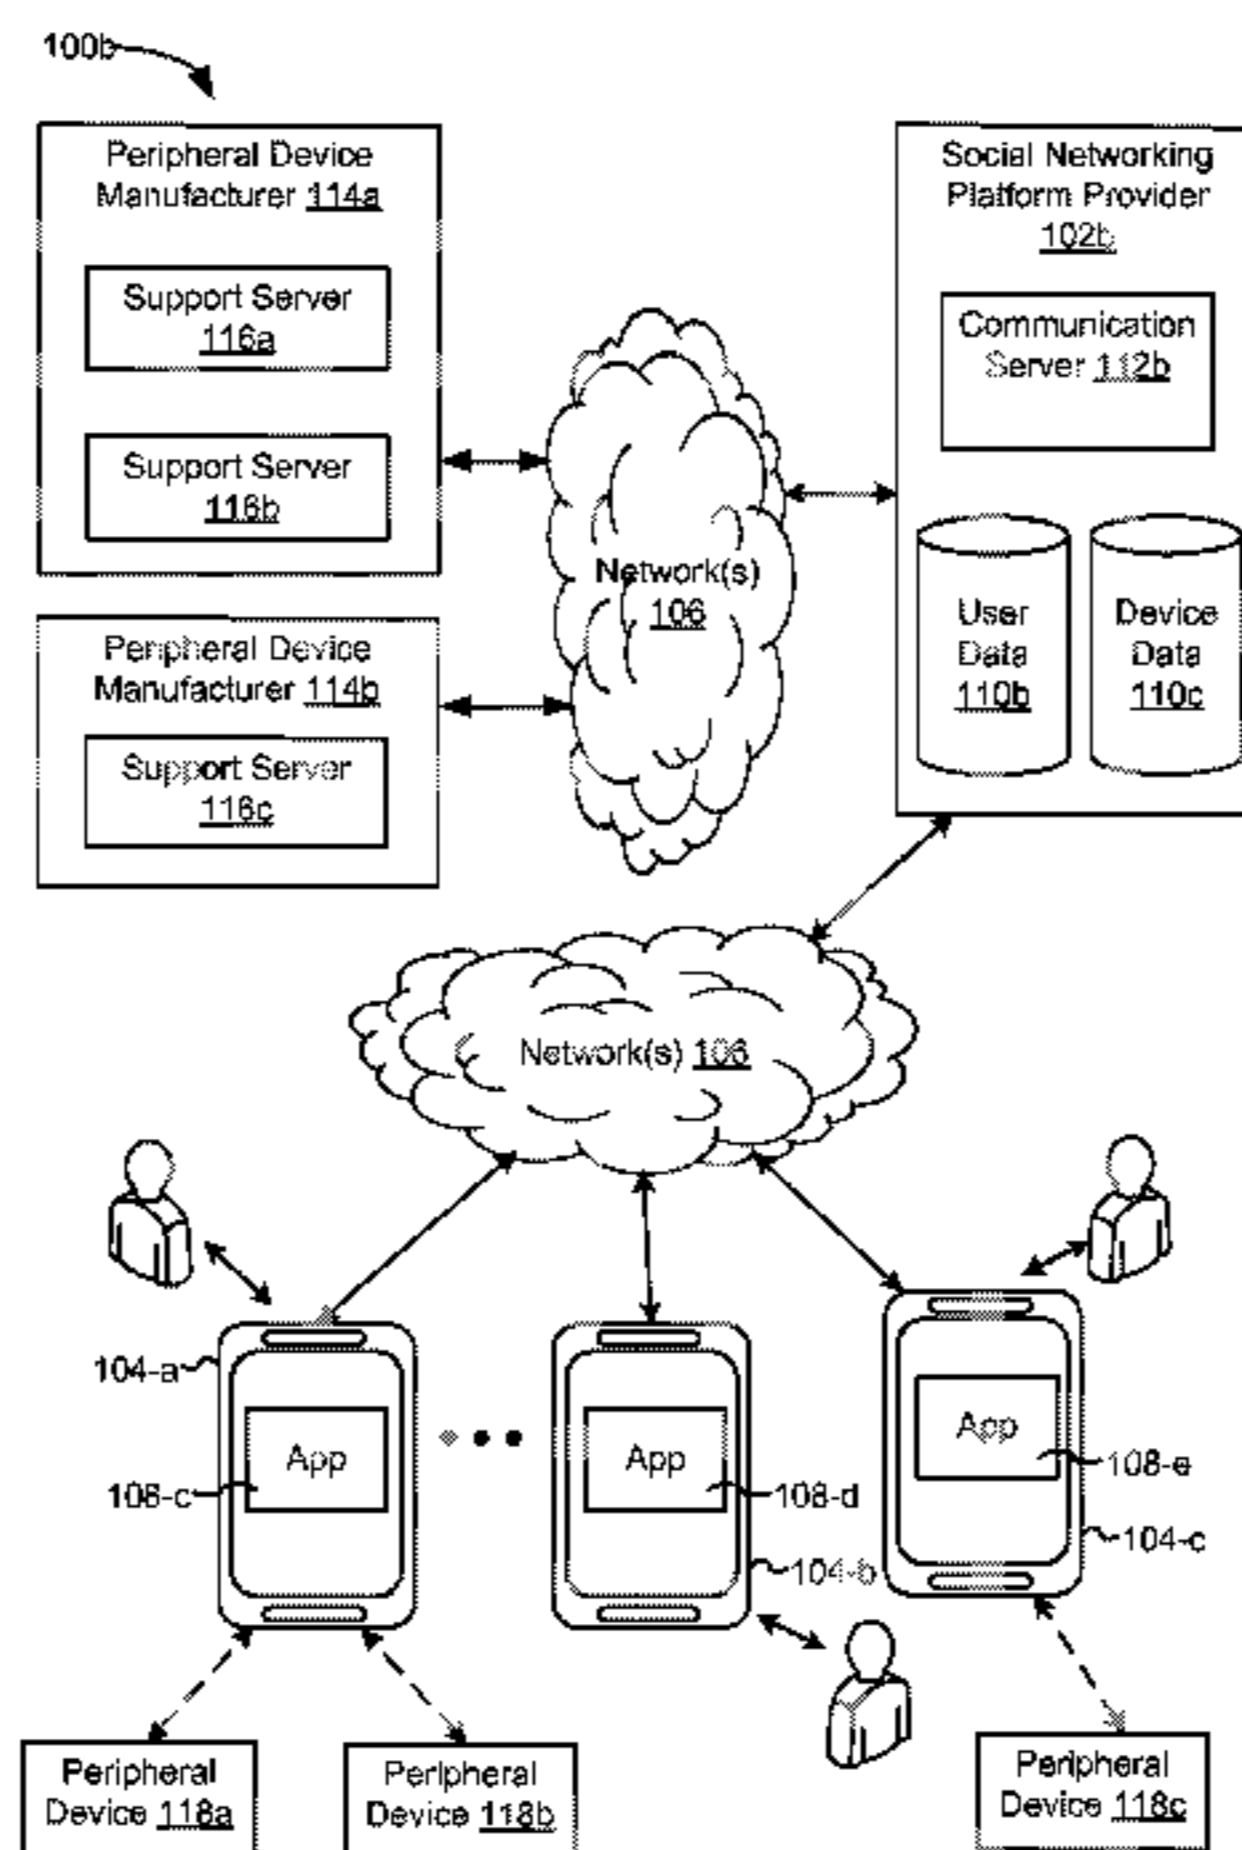 100b
Peripheral Device
Manufacturer 114a
Support Server
116a
Support Server
116b
Peripheral Device
Manufacturer 114b
Support Server
116c
Network(s)
106
Social Networking
Platform Provider
102b
Communication
Server 112b
User
Data
110b
Device
Data
110c
Network(s) 106
104-a
App
108-c
App
108-d
104-b
App
108-e
104-c
Peripheral
Device 118a
Peripheral
Device 118b
Peripheral
Device 118c